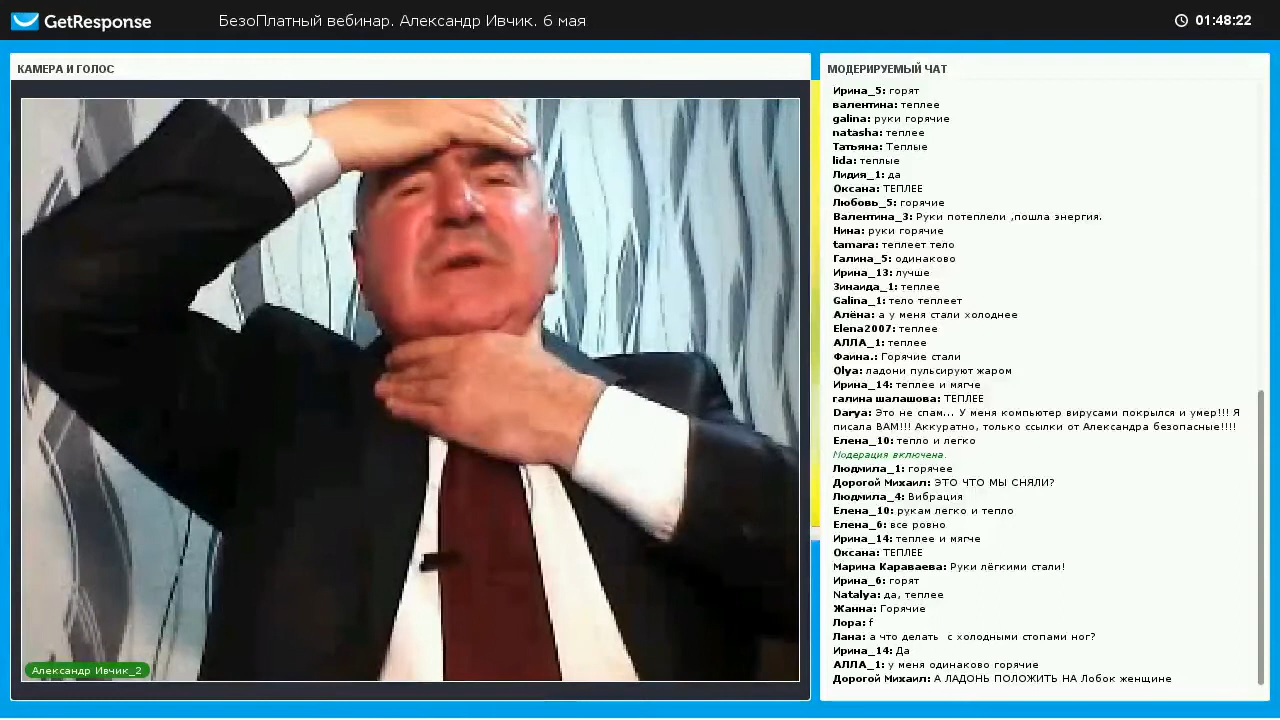 GetResponse
БезоПлатный вебинар. Александр Ивчик. 6 мая
01:48:22
КАМЕРА И ГОЛОС
МОДЕРИРУЕМЫЙ ЧАТ
Ирина_5: горят
валентина: теплее
galina: руки горячие
natasha: теплее
Татьяна: Теплые
lida: теплые
Лидия_1: да
Оксана: ТЕПЛЕЕ
Любовь_5: горячие
Валентина_3: Руки потеплели ,пошла энергия.
Нина: руки горячие
tamara: теплеет тело
Галина_5: одинаково
Ирина_13: лучше
Зинаида_1: теплее
Galina_1: тело теплеет
Алёна: а у меня стали холоднее
Elena2007: теплее
АЛЛА_1: теплее
Фаина.: Горячие стали
Olya: ладони пульсируют жаром
Ирина_14: теплее и мягче
галина шалашова: ТЕПЛЕЕ
Darya: Это не спам... У меня компьютер вирусами покрылся и умер!!! Я
писала ВАМ!!! Аккуратно, только ссылки от Александра безопасные!!!!
Елена_10: тепло и легко
Модерация включена.
Людмила_1: горячее
Дорогой Михаил: ЭТО ЧТО МЫ СНЯЛИ?
Людмила_4: Вибрация
Елена_10: рукам легко и тепло
Елена_6: все ровно
Ирина_14: теплее и мягче
Оксана: ТЕПЛЕЕ
Марина Караваева: Руки лёгкими стали!
Ирина_6: горят
Natalya: да, теплее
Жанна: Горячие
Лора: f
Лана: а что делать  с холодными стопами ног?
Ирина_14: Да
АЛЛА_1: у меня одинаково горячие
Дорогой Михаил: А ЛАДОНЬ ПОЛОЖИТЬ НА Лобок женщине
Александр Ивчик_2